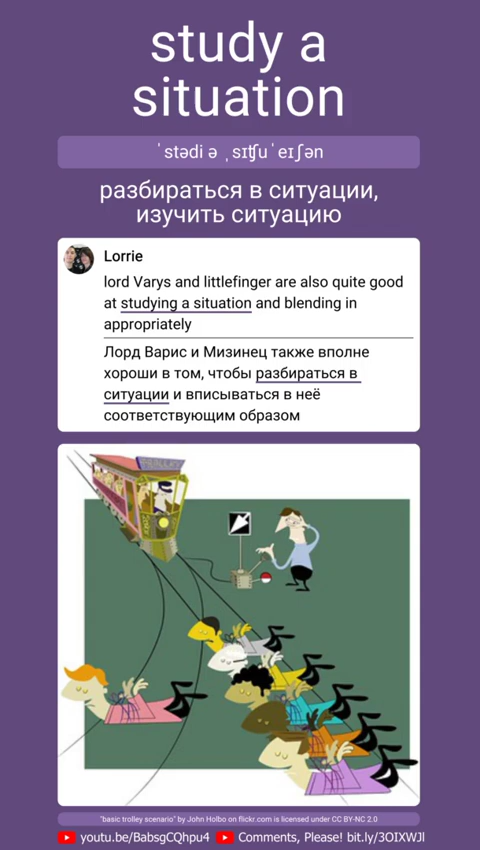 study a
situation
ˈstədi ə ˌsɪʧuˈeɪʃən
разбираться в ситуации,
изучить ситуацию
Lorrie
lord Varys and littlefinger are also quite good
at studying a situation and blending in
appropriately
Лорд Варис и Мизинец также вполне
хороши в том, чтобы разбираться в
ситуации и вписываться в неё
соответствующим образом
"basic trolley scenario" by John Holbo on flickr.com is licensed under CC BY-NC 2.0
youtu.be/BabsgCQhpu4 Comments, Please! bit.ly/3OIXWJl